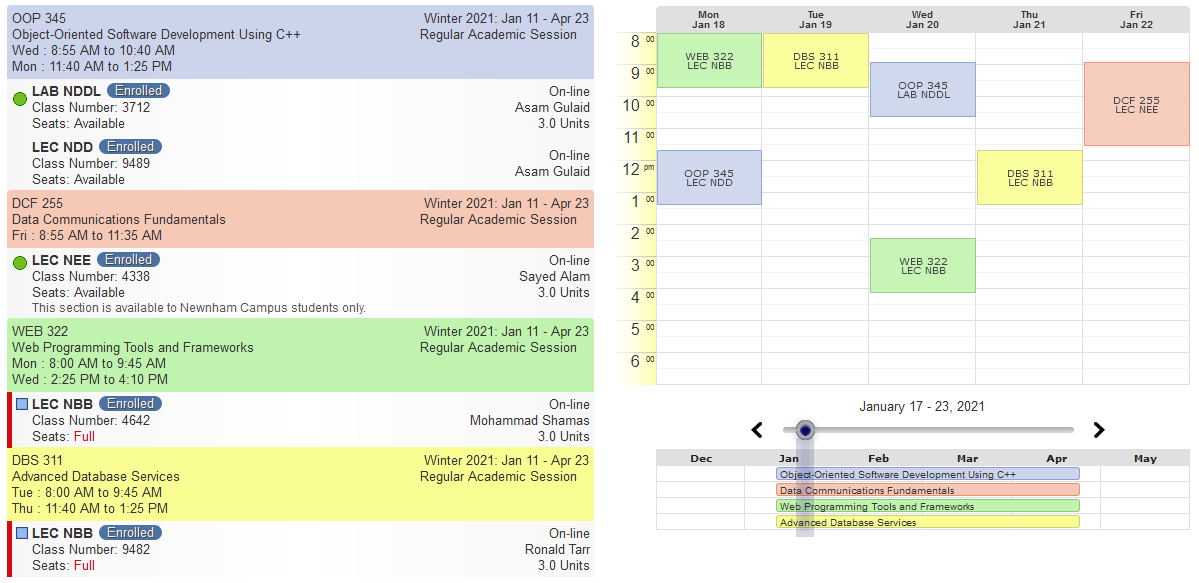 OOP 345
Winter 2021: Jan 11 - Apr 23
Object-Oriented Software Development Using C++
Regular Academic Session
Wed : 8:55 AM to 10:40 AM
Mon : 11:40 AM to 1:25 PM
LAB NDDL Enrolled
On-line
Class Number: 3712
Asam Gulaid
Seats: Available
3.0 Units
LEC NDD Enrolled
On-line
Class Number: 9489
Asam Gulaid
Seats: Available
DCF 255
Winter 2021: Jan 11 - Apr 23
Data Communications Fundamentals
Regular Academic Session
Fri : 8:55 AM to 11:35 AM
LEC NEE Enrolled
On-line
Class Number: 4338
Sayed Alam
Seats: Available
3.0 Units
This section is available to Newnham Campus students only.
WEB 322
Winter 2021: Jan 11 - Apr 23
Web Programming Tools and Frameworks
Regular Academic Session
Mon : 8:00 AM to 9:45 AM
Wed : 2:25 PM to 4:10 PM
LEC NBB Enrolled
On-line
Class Number: 4642
Mohammad Shamas
Seats: Full
3.0 Units
DBS 311
Winter 2021: Jan 11 - Apr 23
Advanced Database Services
Regular Academic Session
Tue : 8:00 AM to 9:45 AM
Thu : 11:40 AM to 1:25 PM
LEC NBB Enrolled
On-line
Class Number: 9482
Ronald Tarr
Seats: Full
3.0 Units
Mon Tue Wed Thu Fri
Jan 18 Jan 19 Jan 20 Jan 21 Jan 22
8 00
WEB 322
LEC NBB
DBS 311
LEC NBB
9 00
OOP 345
LAB NDDL
DCF 255
LEC NEE
10 00
11 00
12 pm
OOP 345
LEC NDD
DBS 311
LEC NBB
1 00
2 00
3 00
WEB 322
LEC NBB
4 00
5 00
6 00
January 17 - 23, 2021
Dec Jan Feb Mar Apr May
Object-Oriented Software Development Using C++
Data Communications Fundamentals
Web Programming Tools and Frameworks
Advanced Database Services